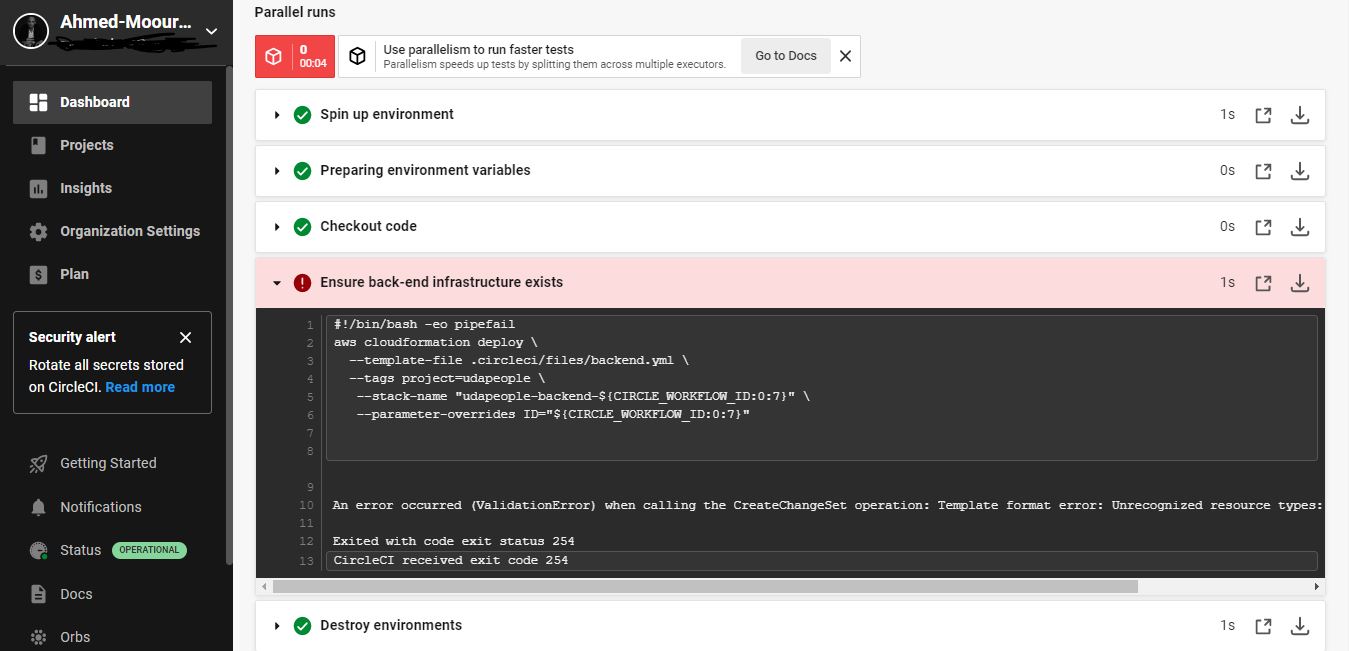 Ahmed-Moour...
Dashboard
Projects
Insights
Organization Settings
Plan
Security alert
Rotate all secrets stored
on CircleCI. Read more
Getting Started
Notifications
Status OPERATIONAL
Docs
Orbs
Parallel runs
0
00:04
Use parallelism to run faster tests
Parallelism speeds up tests by splitting them across multiple executors.
Go to Docs
Spin up environment 1s
Preparing environment variables 0s
Checkout code 0s
Ensure back-end infrastructure exists 1s
1 #!/bin/bash -eo pipefail
2 aws cloudformation deploy \
3 --template-file .circleci/files/backend.yml \
4 --tags project=udapeople \
5 --stack-name "udapeople-backend-${CIRCLE_WORKFLOW_ID:0:7}" \
6 --parameter-overrides ID="${CIRCLE_WORKFLOW_ID:0:7}"
7
8
9
10 An error occurred (ValidationError) when calling the CreateChangeSet operation: Template format error: Unrecognized resource types:
11
12 Exited with code exit status 254
13 CircleCI received exit code 254
Destroy environments 1s